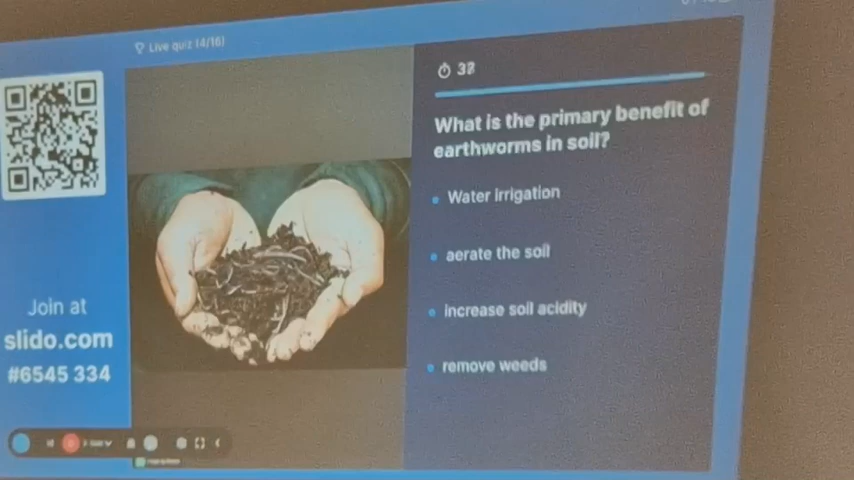 Live quiz (4/16)
38
What is the primary benefit of
earthworms in soil?
Water irrigation
aerate the soil
increase soil acidity
remove weeds
Join at
slido.com
#6545 334